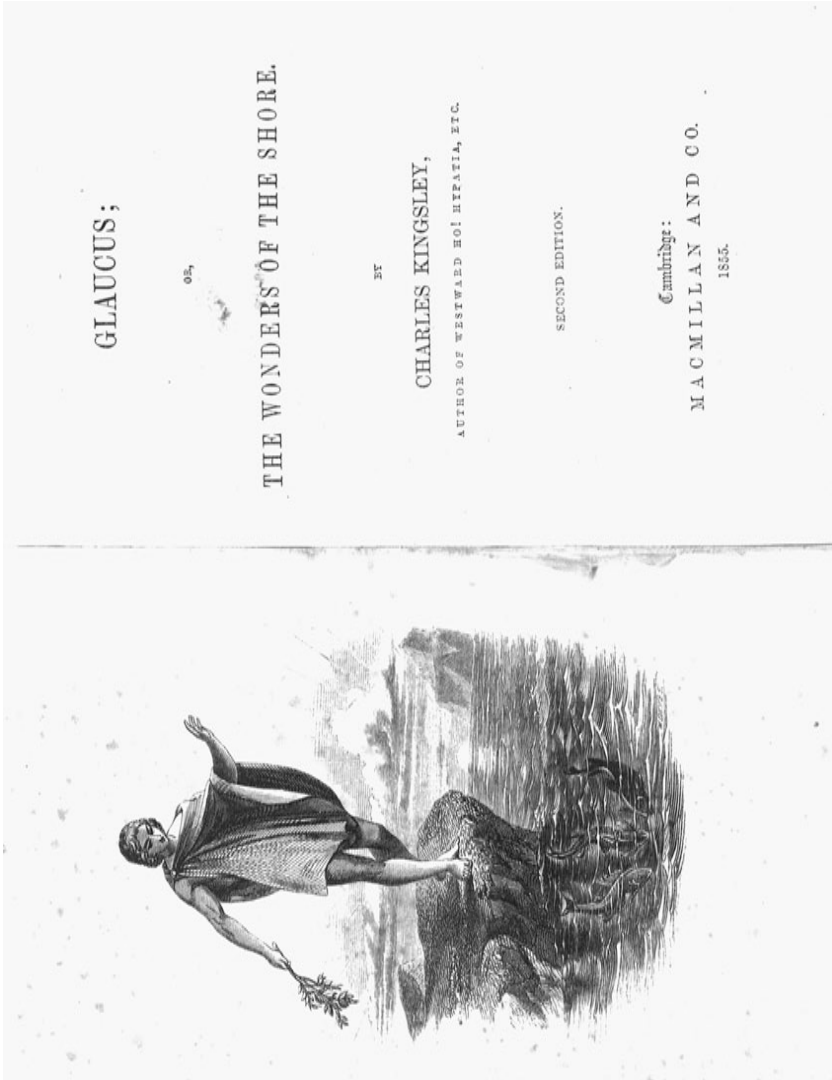 GLAUCUS;
OR,
THE WONDERS OF THE SHORE.
BY
CHARLES KINGSLEY,
AUTHOR OF WESTWARD HO! HYPATIA, ETC.
SECOND EDITION.
Cambridge:
MACMILLAN AND CO.
1855.